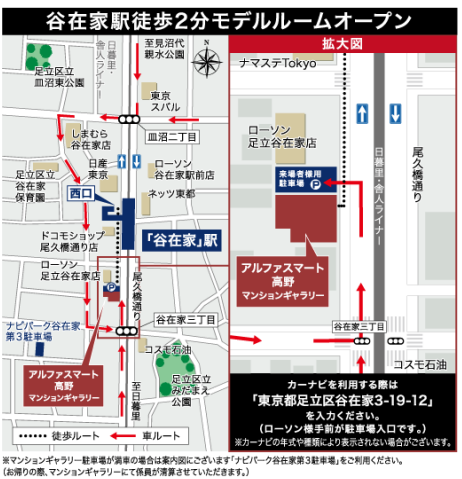 谷在家駅徒歩2分モデルルームオープン
至見沼代
親水公園
日暮里・舎人ライナー
足立区立
皿沼東公園
東京
スバル
皿沼二丁目
しまむら
谷在家店
日産
東京
ローソン
谷在家駅前店
足立区立
谷在家
保育園
西口
ネッツ東都
ドコモショップ
尾久橋通り店
「谷在家」駅
ローソン
足立谷在家店
P
尾久橋通り
ナビパーク谷在家
第3駐車場
谷在家三丁目
コスモ石油
アルファスマート
高野
マンションギャラリー
至日暮里
足立区立
みだまえ
公園
徒歩ルート
車ルート
拡大図
ナマステTokyo
ローソン
足立谷在家店
来場者様用
駐車場 P
日暮里・舎人ライナー
尾久橋通り
アルファスマート
高野
マンションギャラリー
谷在家三丁目
コスモ石油
カーナビを利用する際は
「東京都足立区谷在家3-19-12」
を入力ください。
(ローソン様手前が駐車場入口です。)
※カーナビの年式や種類により表示されない場合がございます。
※マンションギャラリー駐車場が満車の場合は案内図にございます「ナビパーク谷在家第3駐車場」をご利用ください。
(お帰りの際、マンションギャラリーにて係員が清算させていただきます。)